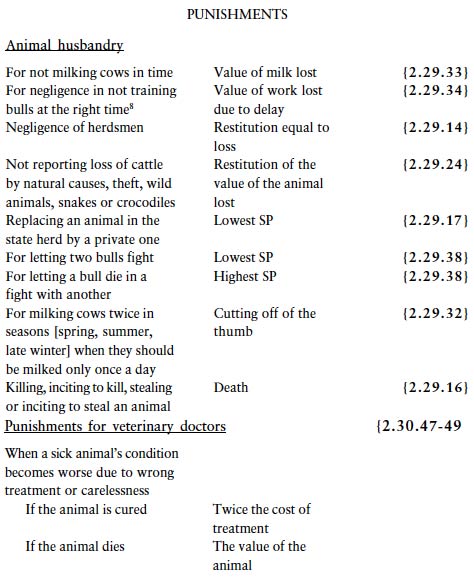 PUNISHMENTS
Animal husbandry
For not milking cows in time Value of milk lost {2.29.33}
For negligence in not training Value of work lost {2.29.34}
bulls at the right time⁸ due to delay
Negligence of herdsmen Restitution equal to {2.29.14}
loss
Not reporting loss of cattle Restitution of the {2.29.24}
by natural causes, theft, wild value of the animal
animals, snakes or crocodiles lost
Replacing an animal in the Lowest SP {2.29.17}
state herd by a private one
For letting two bulls fight Lowest SP {2.29.38}
For letting a bull die in a Highest SP {2.29.38}
fight with another
For milking cows twice in Cutting off of the {2.29.32}
seasons [spring, summer, thumb
late winter] when they should
be milked only once a day
Killing, inciting to kill, stealing Death {2.29.16}
or inciting to steal an animal
Punishments for veterinary doctors {2.30.47-49
When a sick animal's condition
becomes worse due to wrong
treatment or carelessness
If the animal is cured Twice the cost of
treatment
If the animal dies The value of the
animal